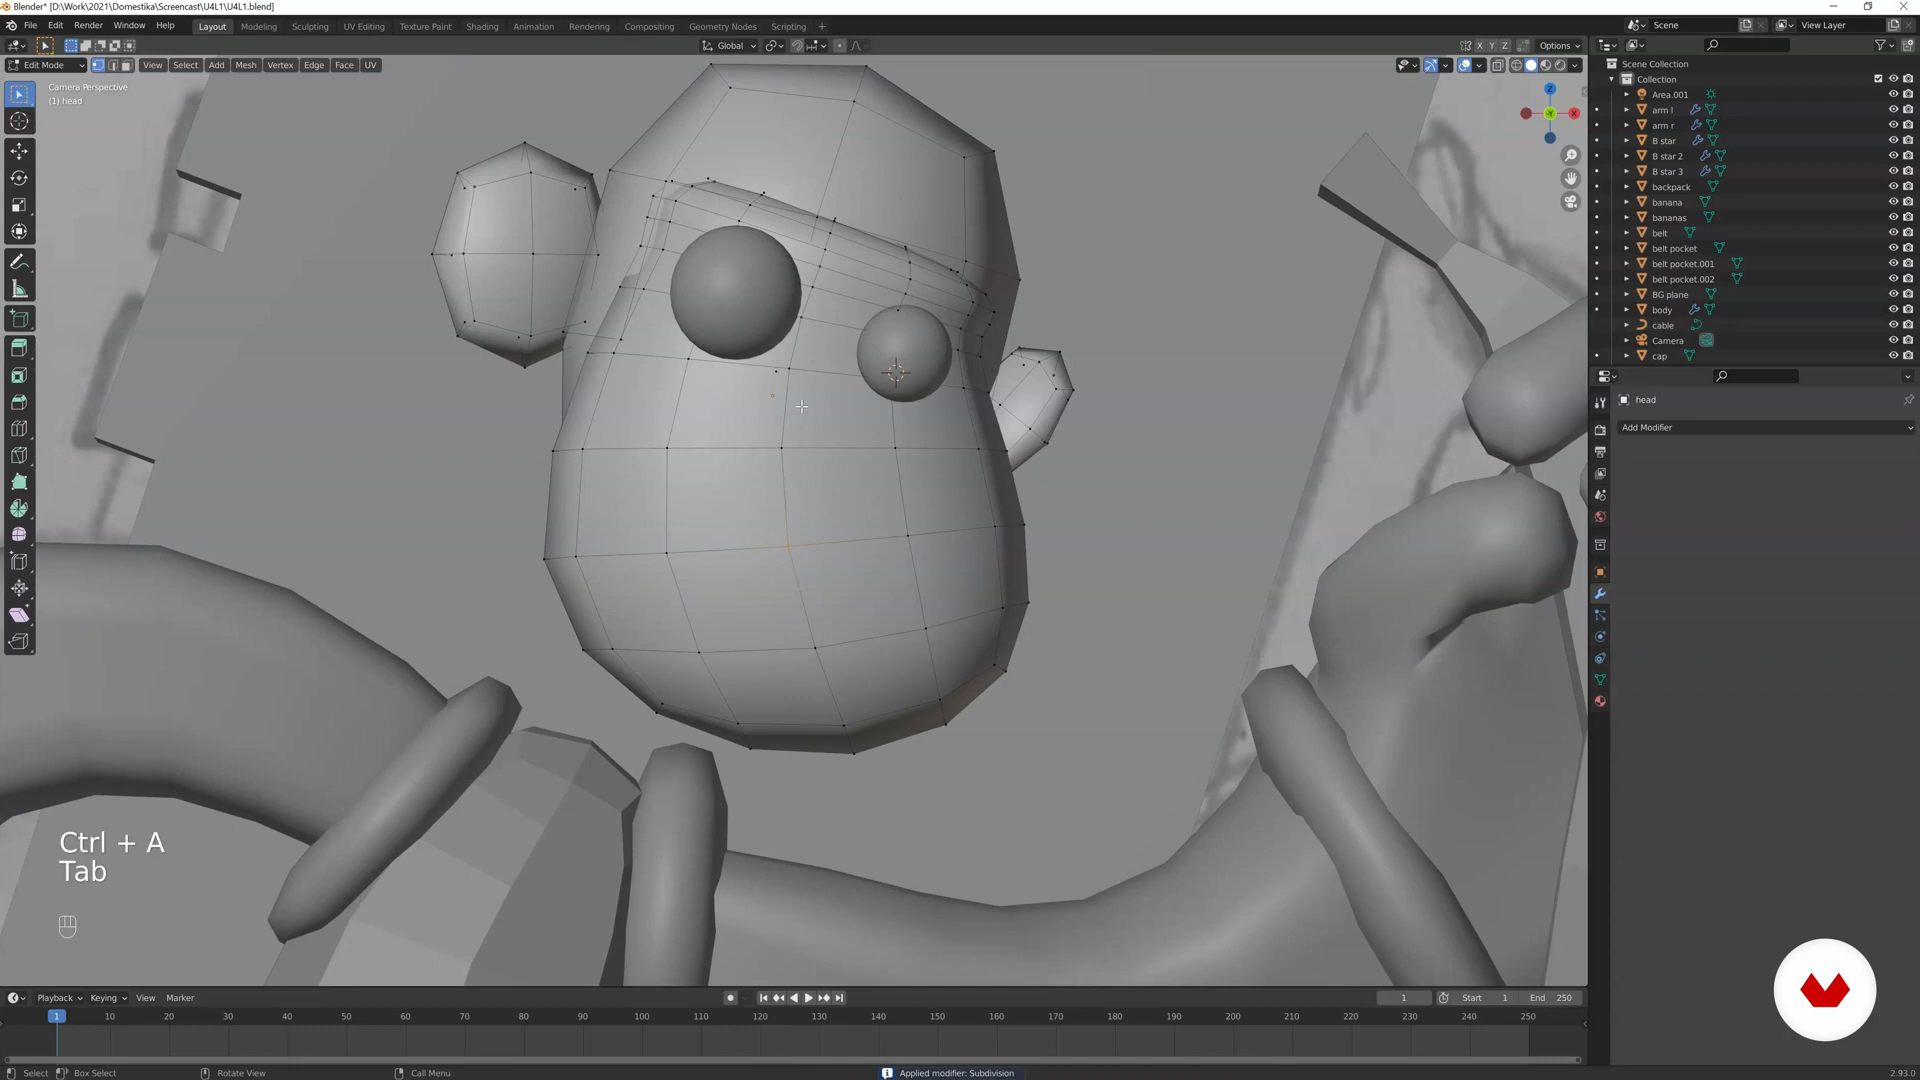 Blender* [D:\Work\2021\Domestika\Screencast\U4L1\U4L1.blend]
File Edit Render Window Help Layout Modeling Sculpting UV Editing Texture Paint Shading Animation Rendering Compositing Geometry Nodes Scripting + Scene View Layer
Global X Y Z Options
Edit Mode View Select Add Mesh Vertex Edge Face UV
Camera Perspective
(1) head
Z
Y
X
Scene Collection
Collection
Area.001
arm l
arm r
B star
B star 2
B star 3
backpack
banana
bananas
belt
belt pocket
belt pocket.001
belt pocket.002
BG plane
body
cable
Camera
cap
head
Add Modifier
Ctrl + A
Tab
Playback Keying View Marker 1 Start 1 End 250
1 10 20 30 40 50 60 70 80 90 100 110 120 130 140 150 160 170 180 190 200 210 220 230 240 250
Select Box Select Rotate View Call Menu Applied modifier: Subdivision 2.93.0